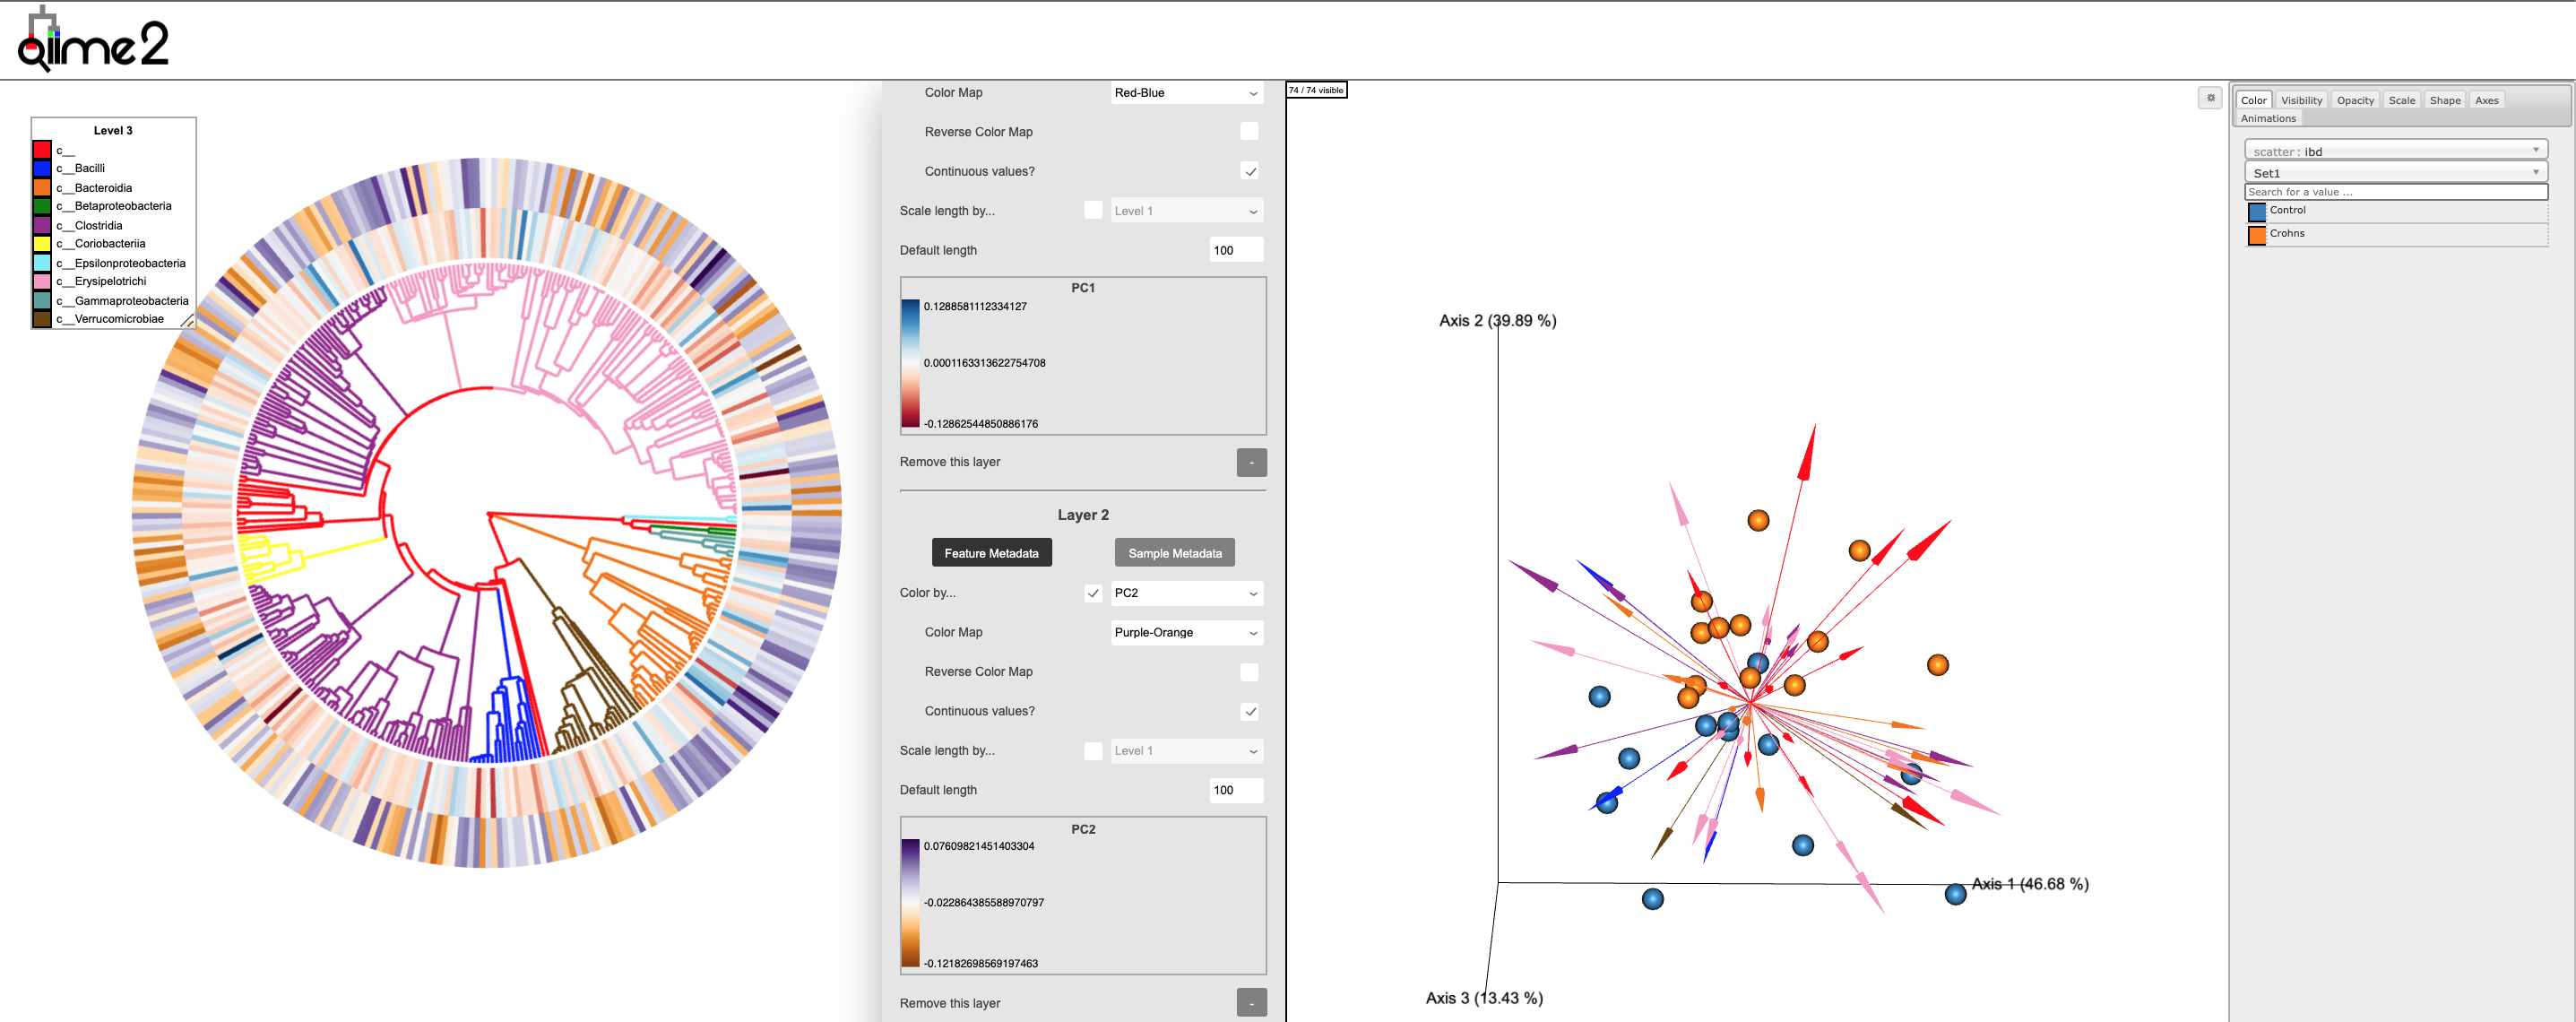 qiime2
Level 3
c__
c__Bacilli
c__Bacteroidia
c__Betaproteobacteria
c__Clostridia
c__Coriobacteriia
c__Epsilonproteobacteria
c__Erysipelotrichi
c__Gammaproteobacteria
c__Verrucomicrobiae
Color Map Red-Blue
Reverse Color Map
Continuous values?
Scale length by... Level 1
Default length 100
PC1
0.1288581112334127
0.0001163313622754708
-0.12862544850886176
Remove this layer -
Layer 2
Feature Metadata Sample Metadata
Color by... PC2
Color Map Purple-Orange
Reverse Color Map
Continuous values?
Scale length by... Level 1
Default length 100
PC2
0.07609821451403304
-0.022864385588970797
-0.12182698569197463
Remove this layer -
74 / 74 visible
Axis 2 (39.89 %)
Axis 1 (46.68 %)
Axis 3 (13.43 %)
Color Visibility Opacity Scale Shape Axes
Animations
scatter: ibd
Set1
Search for a value ...
Control
Crohns